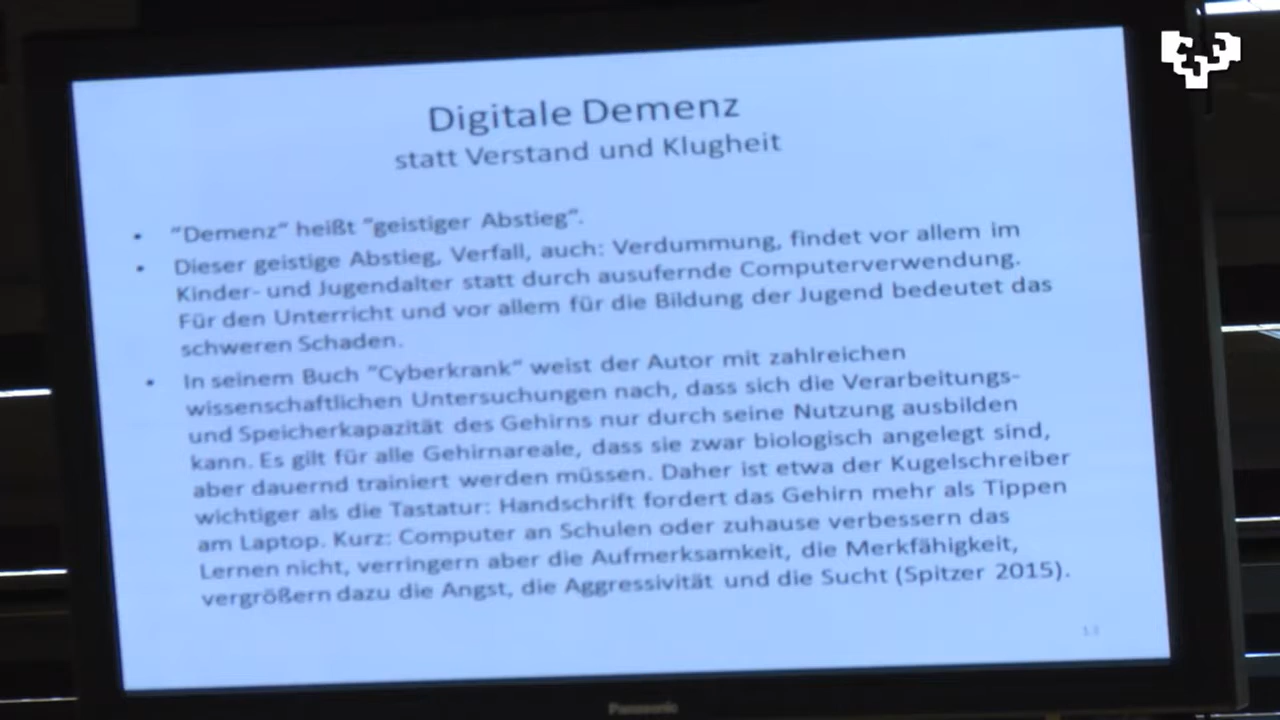 Digitale Demenz
statt Verstand und Klugheit
• "Demenz" heißt "geistiger Abstieg".
• Dieser geistige Abstieg, Verfall, auch: Verdummung, findet vor allem im
Kinder- und Jugendalter statt durch ausufernde Computerverwendung.
Für den Unterricht und vor allem für die Bildung der Jugend bedeutet das
schweren Schaden.
• In seinem Buch "Cyberkrank" weist der Autor mit zahlreichen
wissenschaftlichen Untersuchungen nach, dass sich die Verarbeitungs-
und Speicherkapazität des Gehirns nur durch seine Nutzung ausbilden
kann. Es gilt für alle Gehirnareale, dass sie zwar biologisch angelegt sind,
aber dauernd trainiert werden müssen. Daher ist etwa der Kugelschreiber
wichtiger als die Tastatur: Handschrift fordert das Gehirn mehr als Tippen
am Laptop. Kurz: Computer an Schulen oder zuhause verbessern das
Lernen nicht, verringern aber die Aufmerksamkeit, die Merkfähigkeit,
vergrößern dazu die Angst, die Aggressivität und die Sucht (Spitzer 2015).
Panasonic